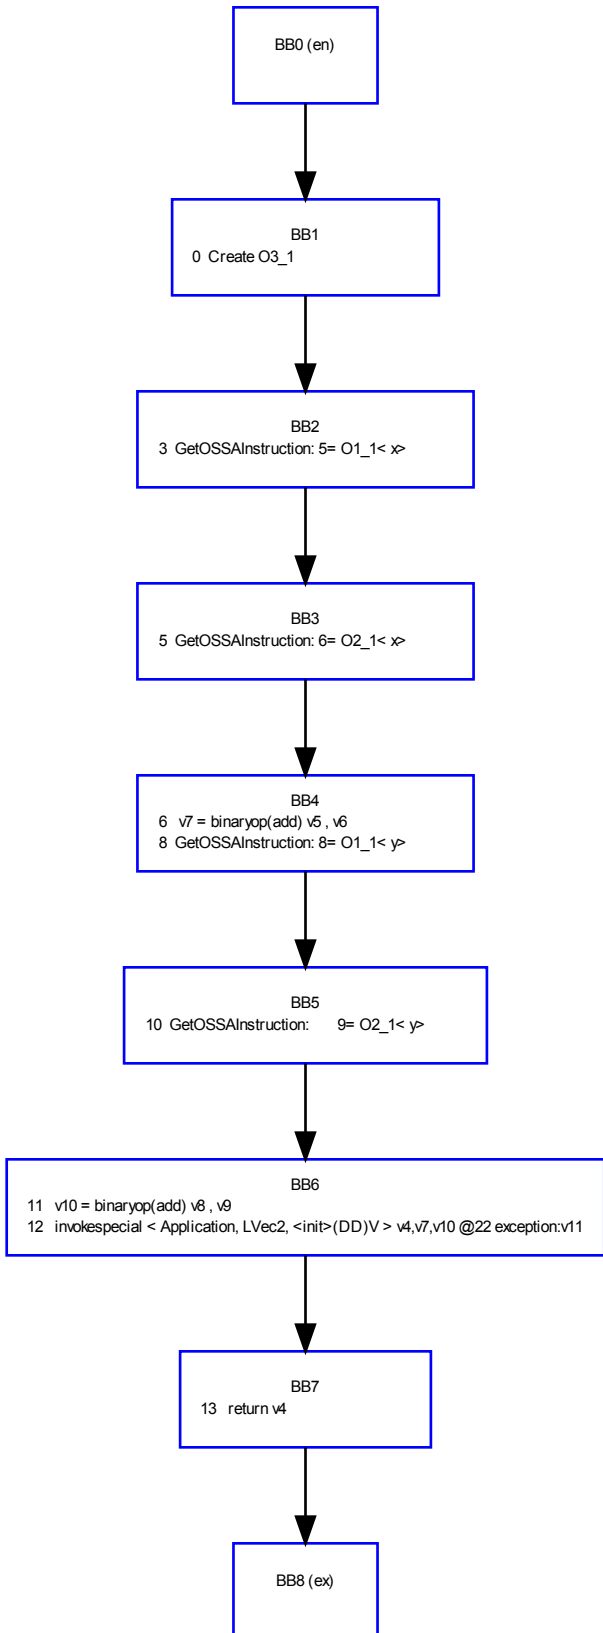 BB0 (en)
BB1
0 Create O3_1
BB2
3 GetOSSAInstruction: 5= O1_1< x>
BB3
5 GetOSSAInstruction: 6= O2_1< x>
BB4
6 v7 = binaryop(add) v5 , v6
8 GetOSSAInstruction: 8= O1_1< y>
BB5
10 GetOSSAInstruction: 9= O2_1< y>
BB6
11 v10 = binaryop(add) v8 , v9
12 invokespecial < Application, LVec2, <init>(DD)V > v4,v7,v10 @22 exception:v11
BB7
13 return v4
BB8 (ex)